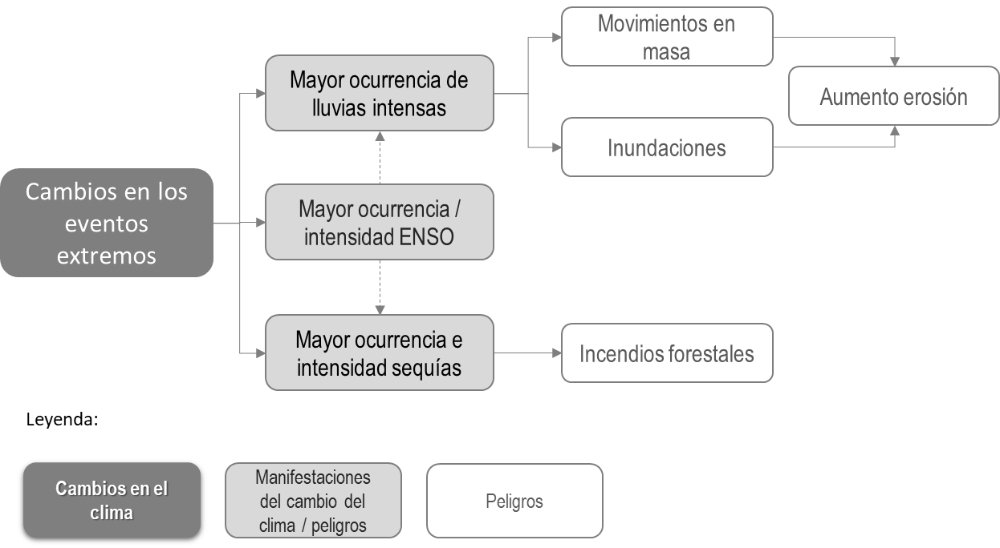 Movimientos en
masa
Mayor ocurrencia de
lluvias intensas
Aumento erosión
Inundaciones
Cambios en los
eventos
extremos
Mayor ocurrencia /
intensidad ENSO
Mayor ocurrencia e
intensidad sequías
Incendios forestales
Leyenda:
Cambios en el
clima
Manifestaciones
del cambio del
clima / peligros
Peligros